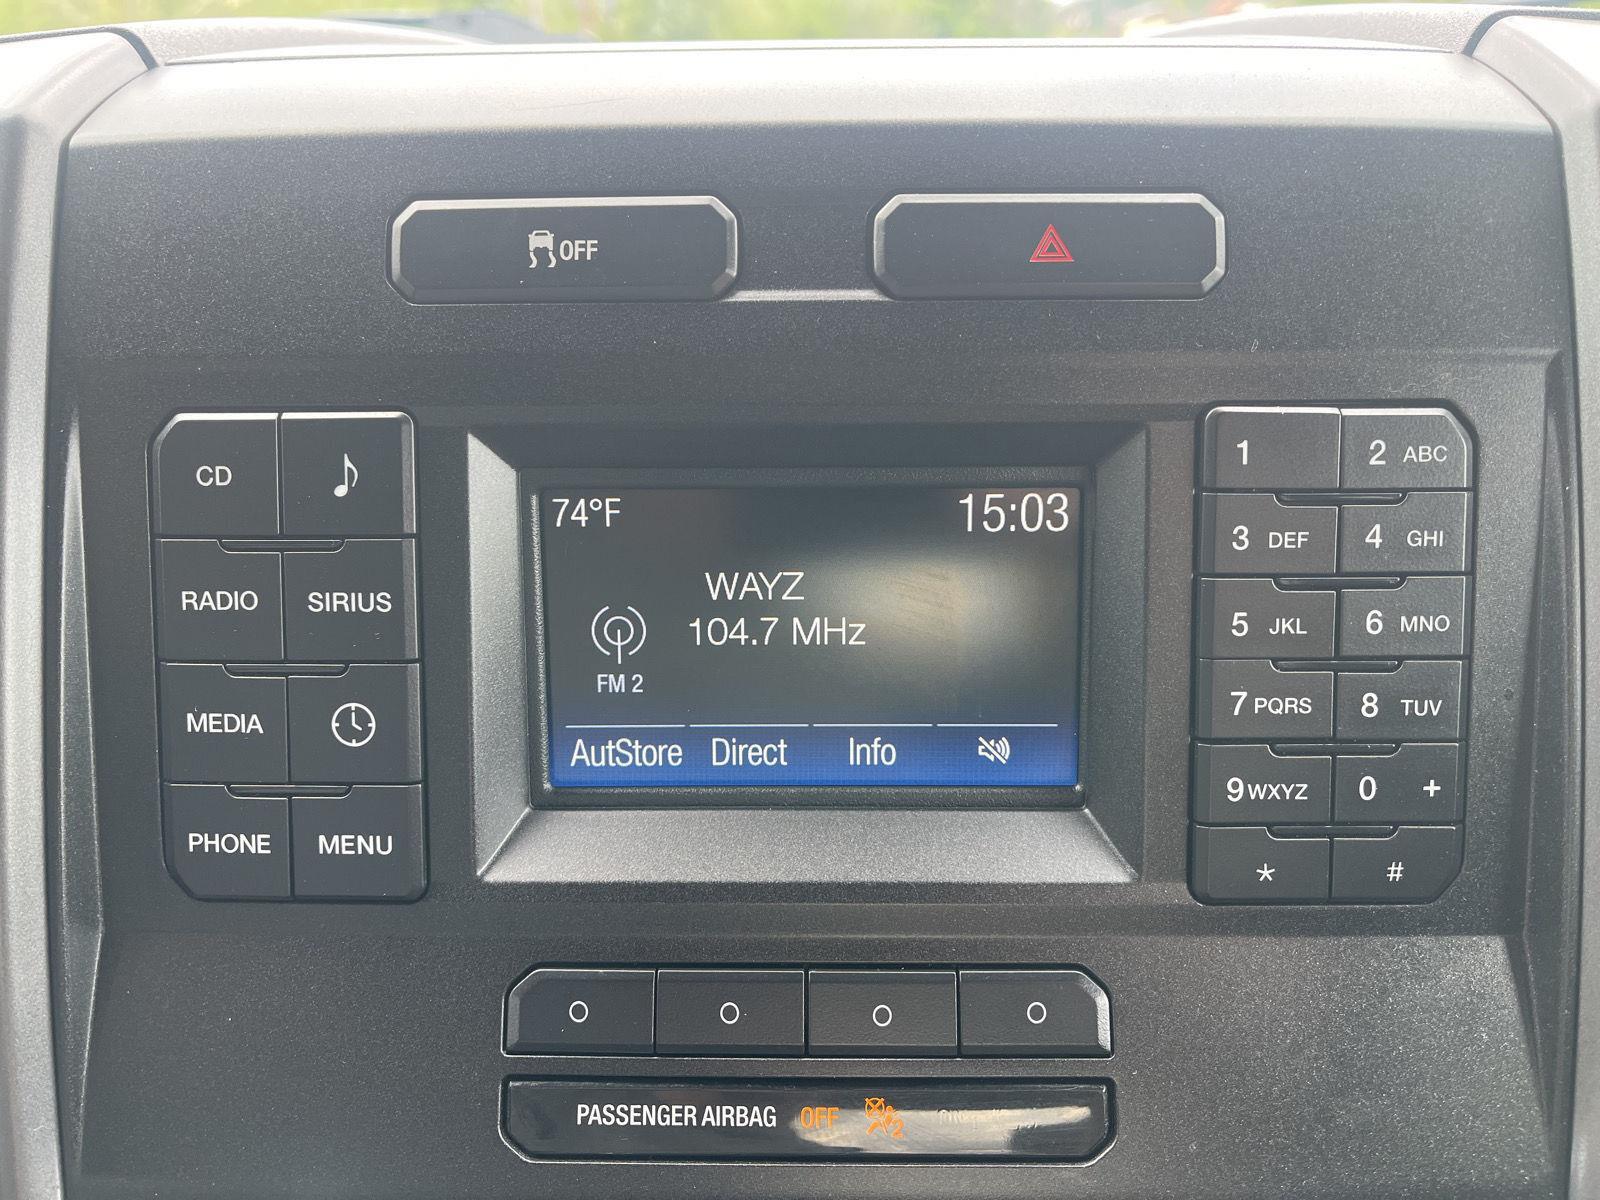 OFF
CD
RADIO SIRIUS
MEDIA
PHONE MENU
74°F 15:03
WAYZ
104.7 MHz
FM 2
AutStore Direct Info
1 2 ABC
3 DEF 4 GHI
5 JKL 6 MNO
7 PQRS 8 TUV
9 WXYZ 0 +
* #
PASSENGER AIRBAG OFF 2